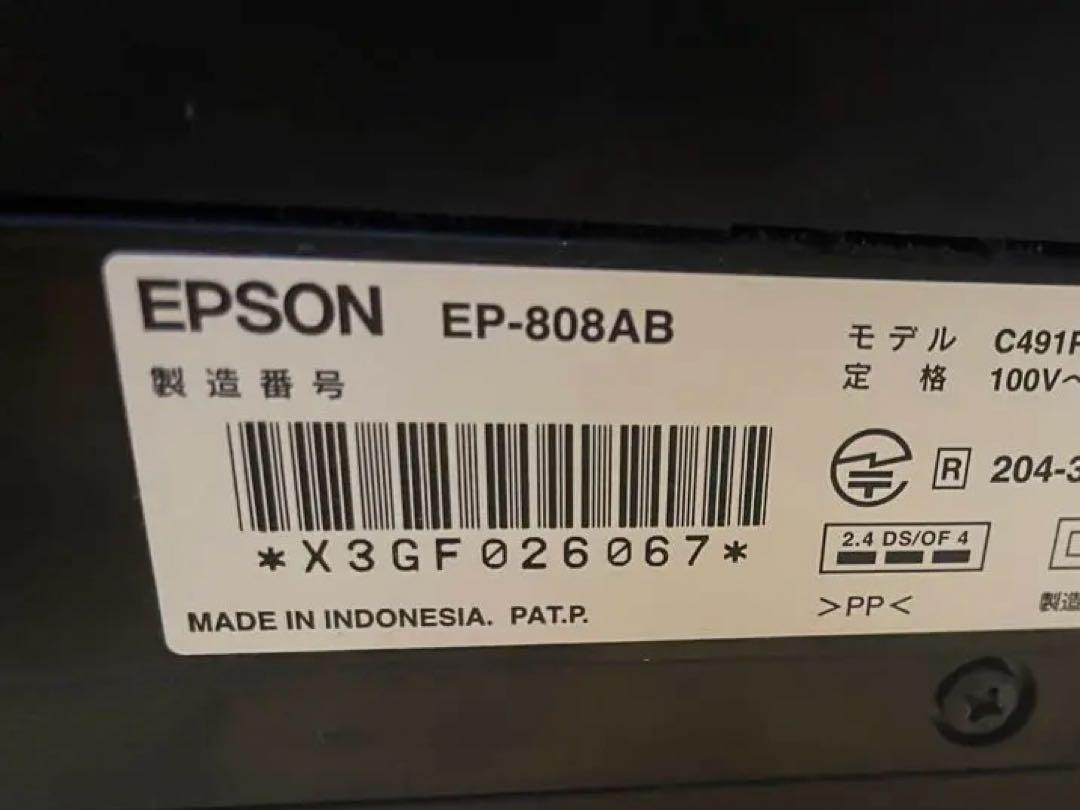 EPSON EP-808AB
製造番号
*X3GF026067*
MADE IN INDONESIA. PAT.P.
モデル C491
定格 100V~
R 204-3
2.4 DS/OF 4
>PP<
製造